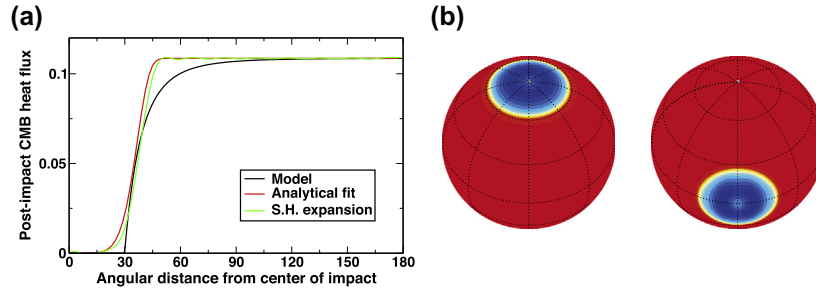 (a)
(b)
Post-impact CMB heat flux
0.1
0.05
0
Model
Analytical fit
S.H. expansion
0 30 60 90 120 150 180
Angular distance from center of impact